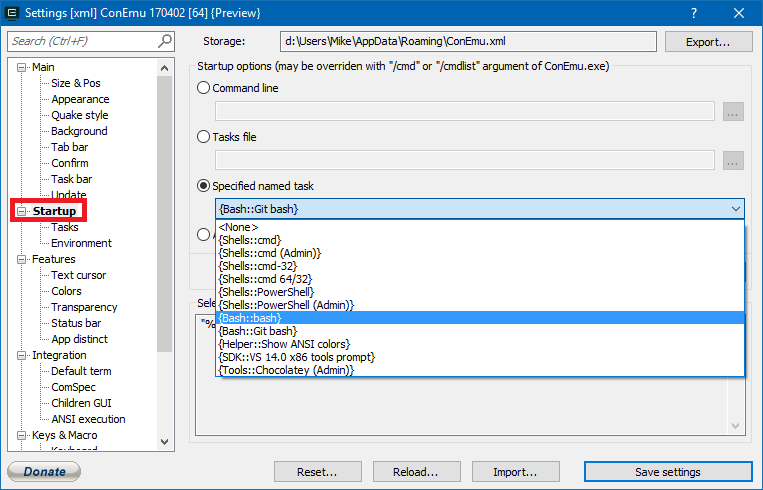 Settings [xml] ConEmu 170402 [64] {Preview}
Search (Ctrl+F)
Storage:
d:\Users\Mike\AppData\Roaming\ConEmu.xml
Export...
Main
Size & Pos
Appearance
Quake style
Background
Tab bar
Confirm
Task bar
Update
Startup
Tasks
Environment
Features
Text cursor
Colors
Transparency
Status bar
App distinct
Integration
Default term
ComSpec
Children GUI
ANSI execution
Keys & Macro
Keyboard
Startup options (may be overriden with "/cmd" or "/cmdlist" argument of ConEmu.exe)
Command line
...
Tasks file
...
Specified named task
{Bash::Git bash}
<None>
{Shells::cmd}
{Shells::cmd (Admin)}
{Shells::cmd-32}
{Shells::cmd 64/32}
{Shells::PowerShell}
{Shells::PowerShell (Admin)}
{Bash::bash}
{Bash::Git bash}
{Helper::Show ANSI colors}
{SDK::VS 14.0 x86 tools prompt}
{Tools::Chocolatey (Admin)}
A
Sele
"%
Donate
Reset...
Reload...
Import...
Save settings